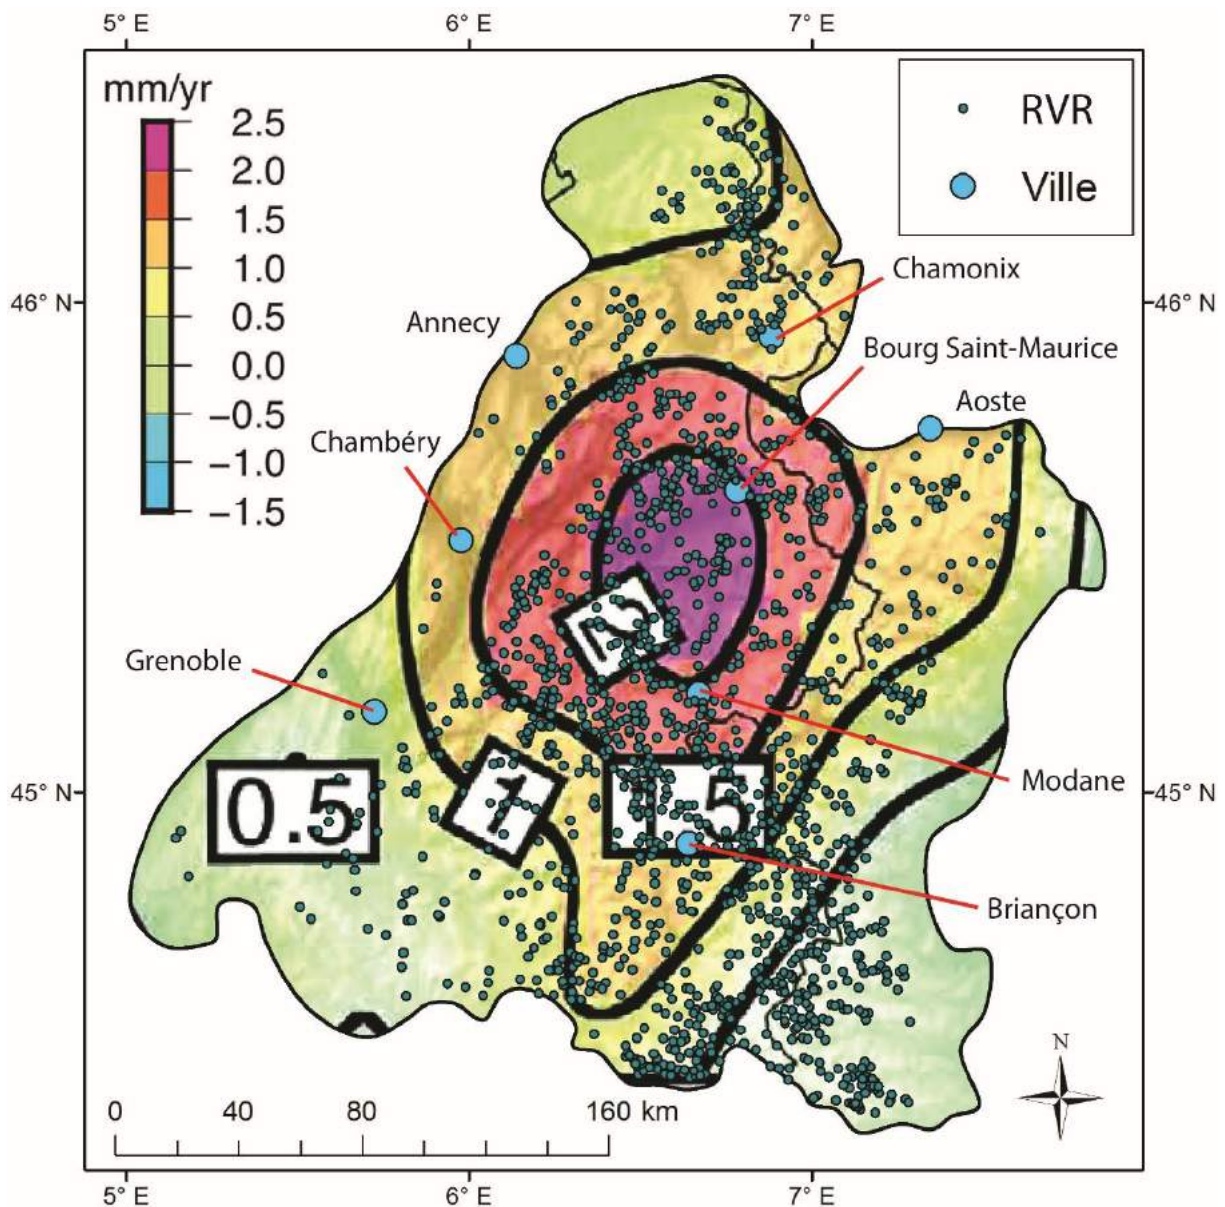 5° E 6° E 7° E
mm/yr
2.5
2.0
1.5
1.0
0.5
0.0
−0.5
−1.0
−1.5
RVR
Ville
46° N 46° N
Chamonix
Annecy
Bourg Saint-Maurice
Aoste
Chambéry
2
Grenoble
Modane
45° N 45° N
0.5 1 1.5
Briançon
N
0 40 80 160 km
5° E 6° E 7° E